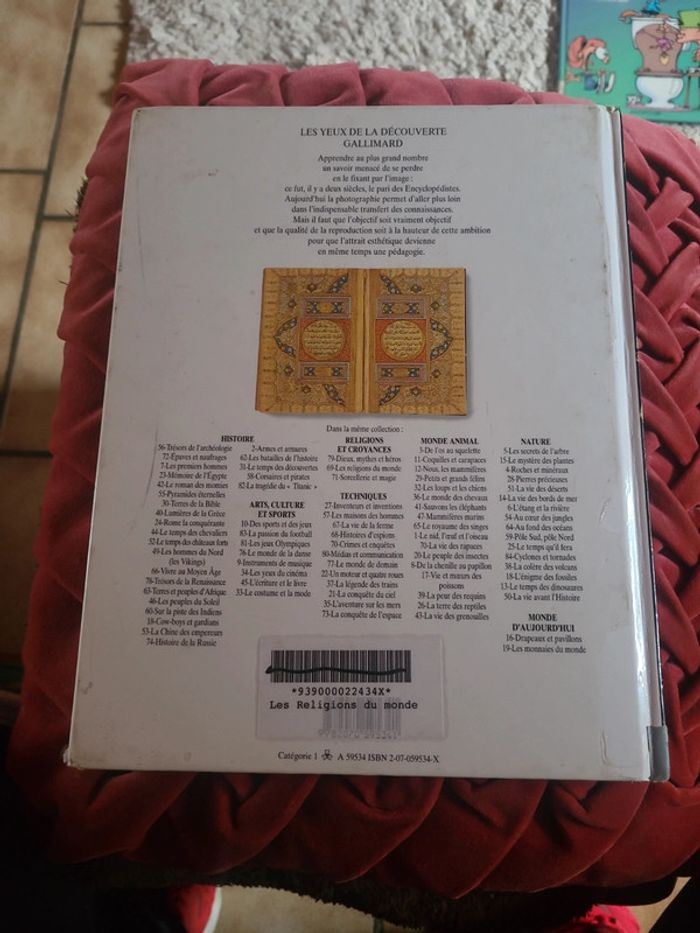 LES YEUX DE LA DÉCOUVERTE
GALLIMARD
Apprendre au plus grand nombre
un savoir menacé de se perdre
en le fixant par l'image :
ce fut, il y a deux siècles, le pari des Encyclopédistes.
Aujourd'hui la photographie permet d'aller plus loin
dans l'indispensable transfert des connaissances.
Mais il faut que l'objectif soit vraiment objectif
et que la qualité de la reproduction soit à la hauteur de cette ambition
pour que l'attrait esthétique devienne
en même temps une pédagogie.
Dans la même collection :
HISTOIRE
56-Trésors de l'archéologie
72-Épaves et naufrages
7-Les premiers hommes
23-Mémoire de l'Égypte
42-Le roman des momies
55-Pyramides éternelles
30-Terres de la Bible
40-Lumières de la Grèce
24-Rome la conquérante
44-Le temps des chevaliers
52-Le temps des châteaux forts
49-Les hommes du Nord
(les Vikings)
66-Vivre au Moyen Âge
78-Trésors de la Renaissance
63-Terres et peuples d'Afrique
46-Les peuples du Soleil
60-Sur la piste des Indiens
18-Cow-boys et gardians
53-La Chine des empereurs
74-Histoire de la Russie
2-Armes et armures
62-Les batailles de l'histoire
31-Le temps des découvertes
58-Corsaires et pirates
82-La tragédie du « Titanic »
ARTS, CULTURE
ET SPORTS
10-Des sports et des jeux
83-La passion du football
81-Les jeux Olympiques
76-Le monde de la danse
9-Instruments de musique
34-Les yeux du cinéma
45-L'écriture et le livre
33-Le costume et la mode
RELIGIONS
ET CROYANCES
79-Dieux, mythes et héros
69-Les religions du monde
71-Sorcellerie et magie
TECHNIQUES
27-Inventeurs et inventions
57-Les maisons des hommes
67-La vie de la ferme
68-Histoires d'espions
70-Crimes et enquêtes
80-Médias et communication
77-Le monde de demain
22-Un moteur et quatre roues
37-La légende des trains
21-La conquête du ciel
35-L'aventure sur les mers
73-La conquête de l'espace
MONDE ANIMAL
3-De l'os au squelette
11-Coquilles et carapaces
12-Nous, les mammifères
29-Petits et grands félins
32-Les loups et les chiens
36-Le monde des chevaux
41-Sauvons les éléphants
47-Mammifères marins
65-Le royaume des singes
1-Le nid, l'œuf et l'oiseau
70-La vie des rapaces
20-Le peuple des insectes
6-De la chenille au papillon
17-Vie et mœurs des
poissons
39-La peur des requins
26-La terre des reptiles
43-La vie des grenouilles
NATURE
5-Les secrets de l'arbre
15-Le mystère des plantes
4-Roches et minéraux
28-Pierres précieuses
51-La vie des déserts
14-La vie des bords de mer
6-L'étang et la rivière
54-Au cœur des jungles
64-Au fond des océans
59-Pôle Sud, pôle Nord
25-Le temps qu'il fera
84-Cyclones et tornades
38-La colère des volcans
18-L'énigme des fossiles
13-Le temps des dinosaures
50-La vie avant l'Histoire
MONDE
D'AUJOURD'HUI
16-Drapeaux et pavillons
19-Les monnaies du monde
*939000022434X*
Les Religions du monde
9782070595341
Catégorie 1 A 59534 ISBN 2-07-059534-X